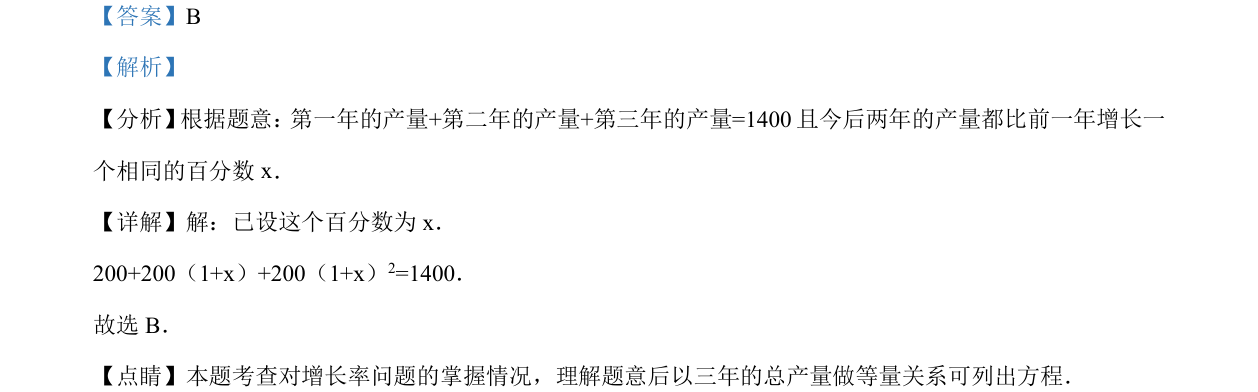 【答案】B
【解析】
【分析】根据题意：第一年的产量+第二年的产量+第三年的产量=1400且今后两年的产量都比前一年增长一
个相同的百分数 x．
【详解】解：已设这个百分数为 x．
200+200（1+x）+200（1+x）²=1400．
故选 B．
【点睛】本题考查对增长率问题的掌握情况，理解题意后以三年的总产量做等量关系可列出方程．